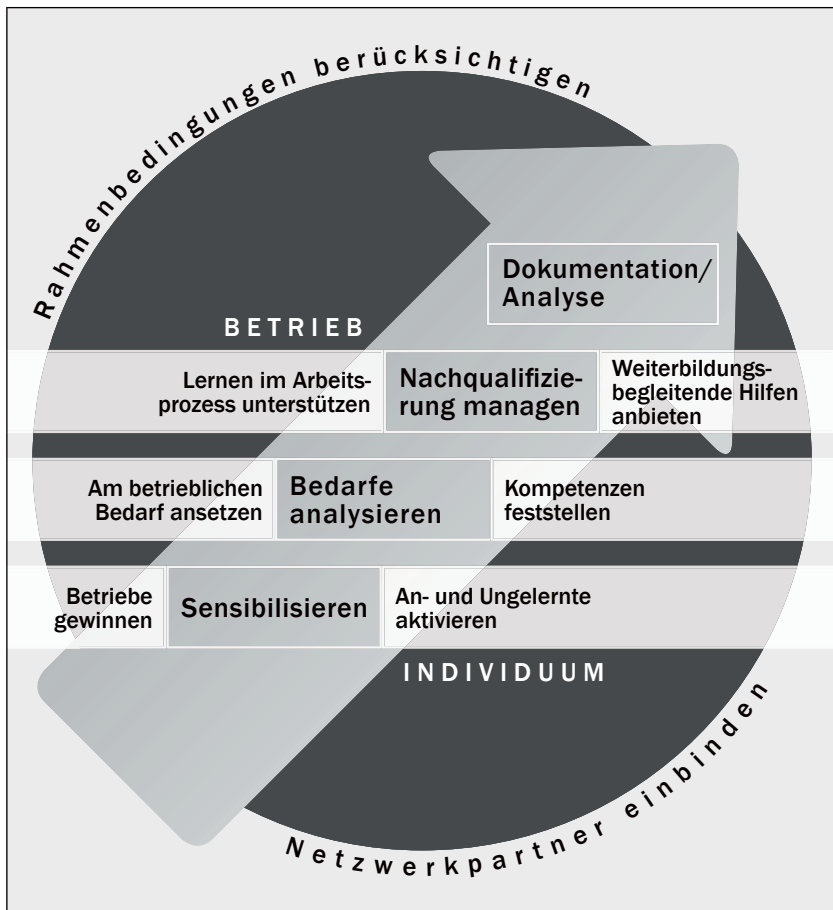 Rahmenbedingungen berücksichtigen
Dokumentation/
Analyse
BETRIEB
Lernen im Arbeits-
prozess unterstützen
Nachqualifizie-
rung managen
Weiterbildungs-
begleitende Hilfen
anbieten
Am betrieblichen
Bedarf ansetzen
Bedarfe
analysieren
Kompetenzen
feststellen
Betriebe
gewinnen
Sensibilisieren
An- und Ungelernte
aktivieren
INDIVIDUUM
Netzwerkpartner einbinden